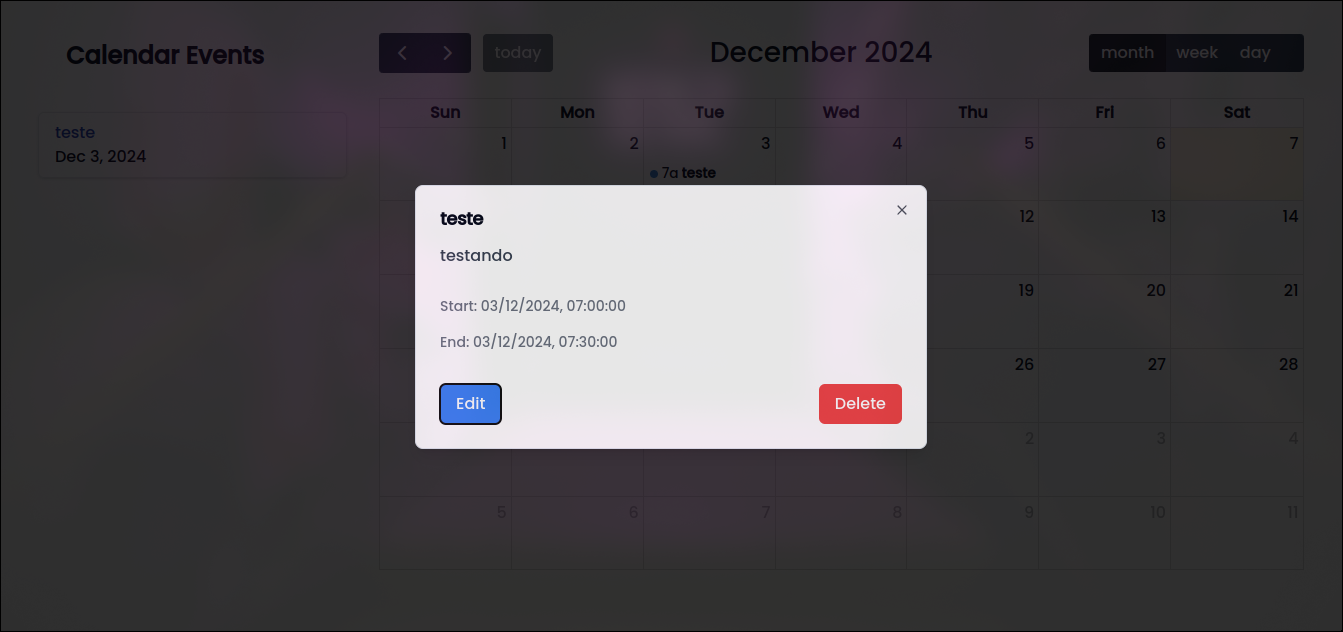 Calendar Events
today
December 2024
month week day
teste
Dec 3, 2024
Sun Mon Tue Wed Thu Fri Sat
1 2 3 4 5 6 7
7a teste
12 13 14
19 20 21
26 27 28
2 3 4
5 6 7 8 9 10 11
teste
testando
Start: 03/12/2024, 07:00:00
End: 03/12/2024, 07:30:00
Edit Delete